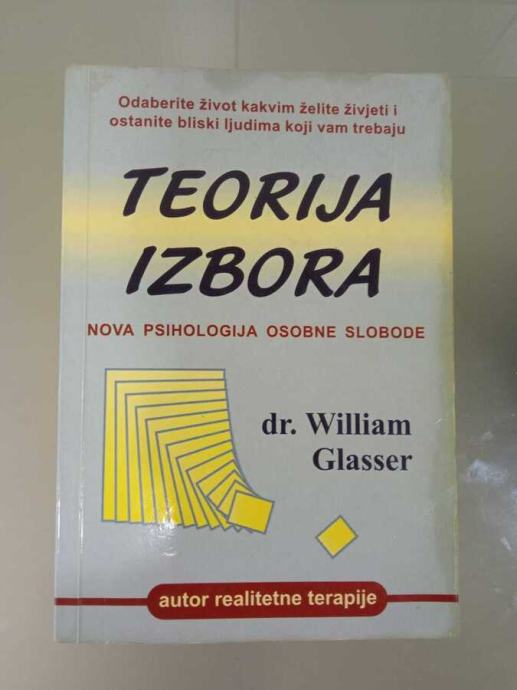 Odaberite život kakvim želite živjeti i
ostanite bliski ljudima koji vam trebaju
TEORIJA
IZBORA
NOVA PSIHOLOGIJA OSOBNE SLOBODE
dr. William
Glasser
autor realitetne terapije